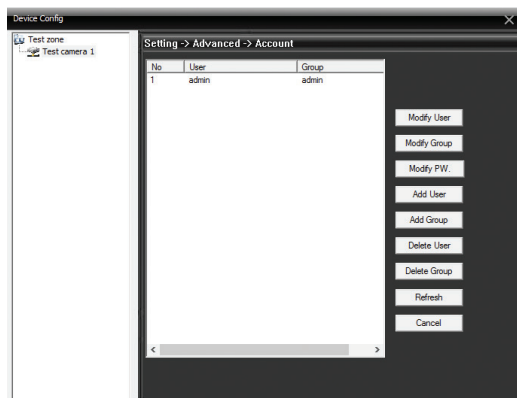 Device Config
Test zone
Test camera 1
Setting -> Advanced -> Account
No User Group
1 admin admin
Modify User
Modify Group
Modify PW.
Add User
Add Group
Delete User
Delete Group
Refresh
Cancel